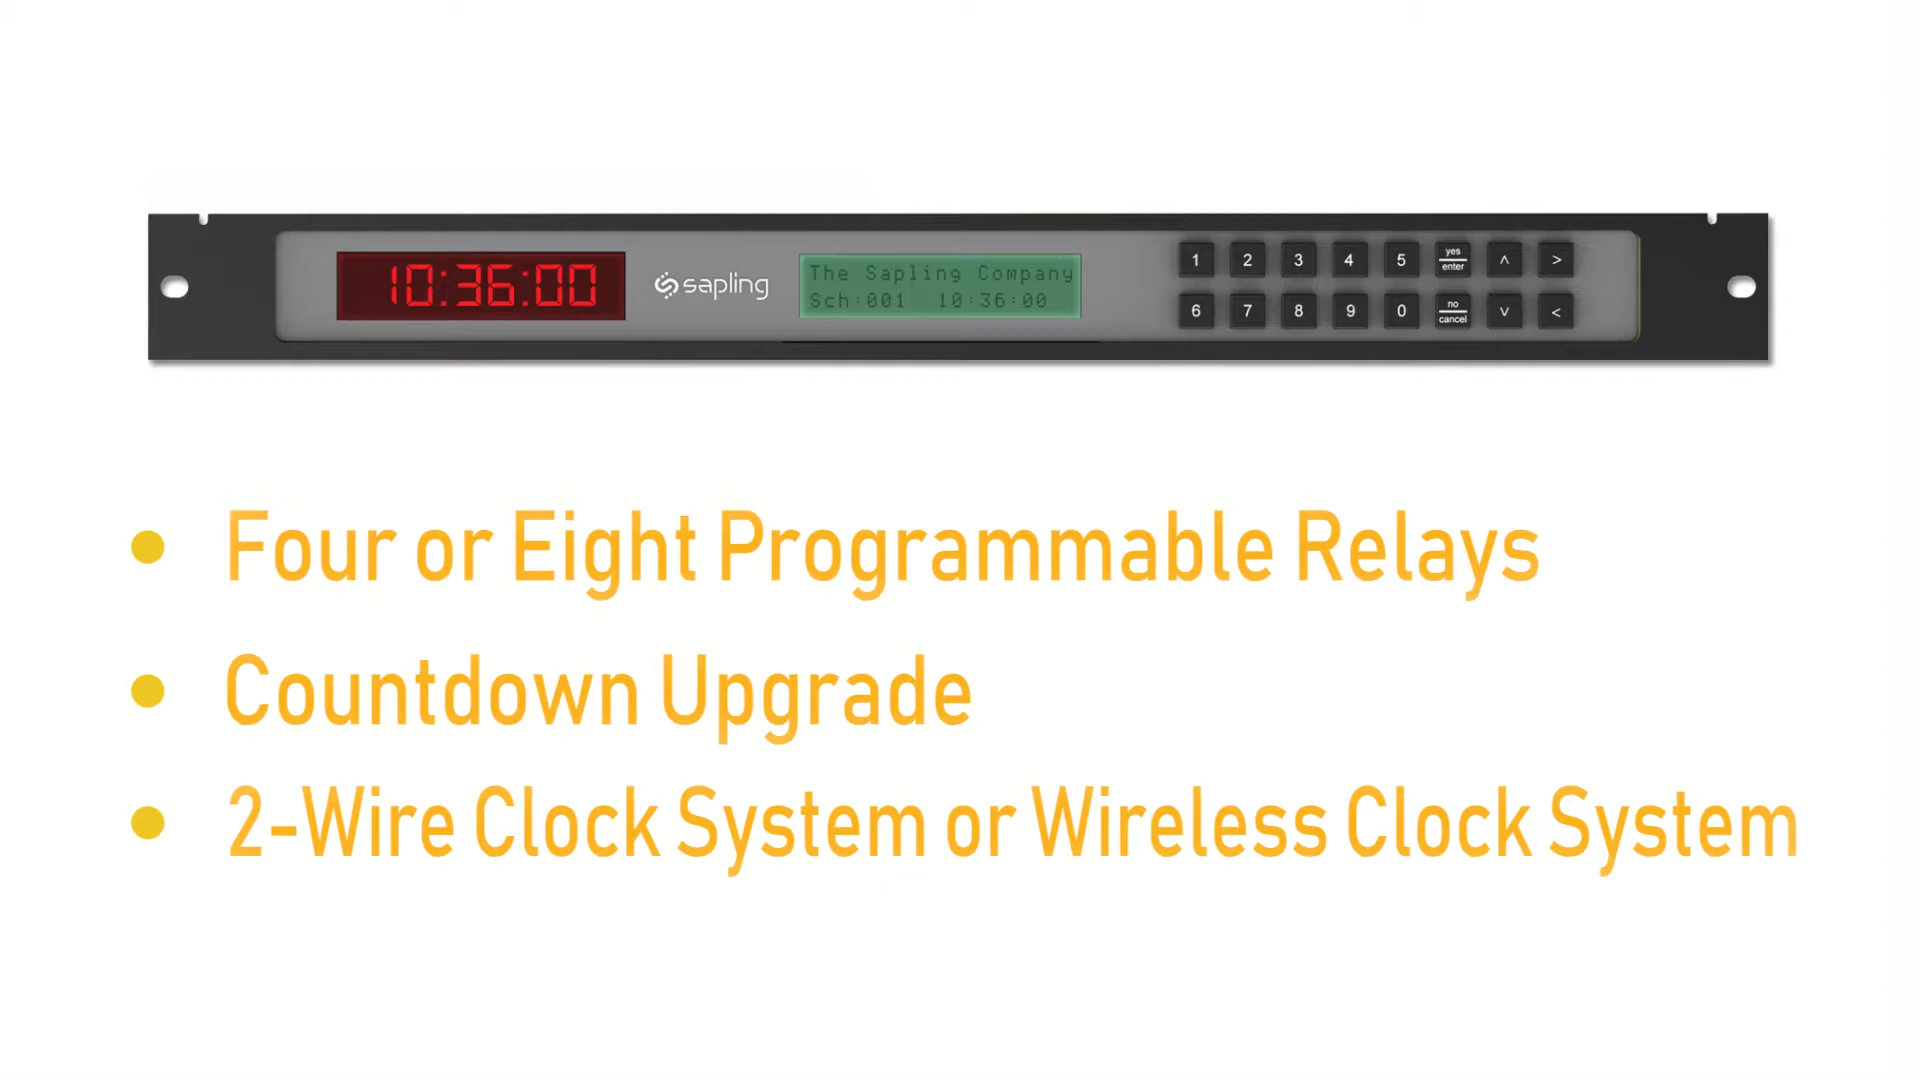 10:36:00
sapling
The Sapling Company
Sch:001 10:36:00
1 2 3 4 5 yes enter ^ >
6 7 8 9 0 no cancel v <
• Four or Eight Programmable Relays
• Countdown Upgrade
• 2-Wire Clock System or Wireless Clock System